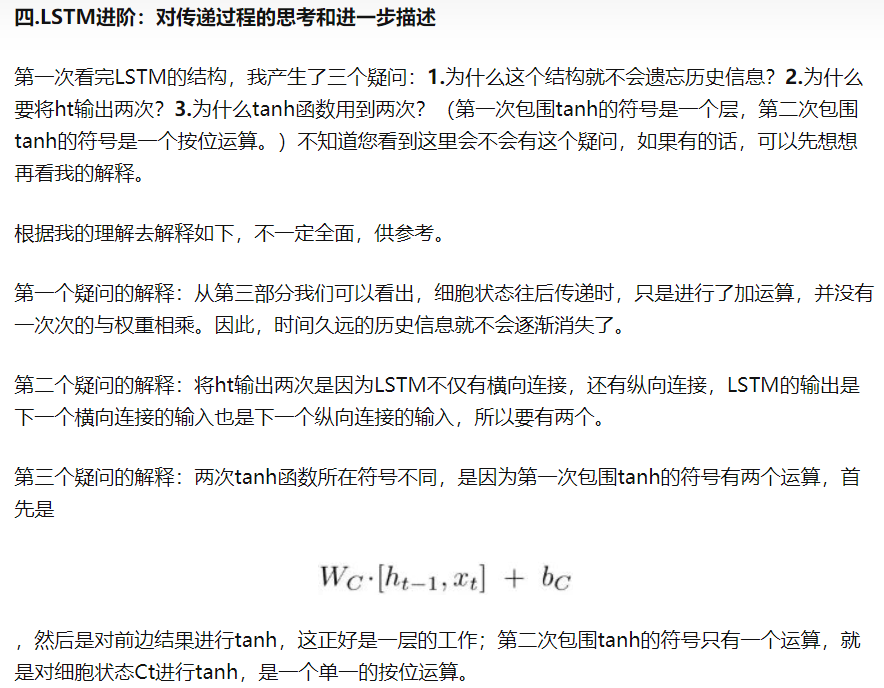 四.LSTM进阶：对传递过程的思考和进一步描述
第一次看完LSTM的结构，我产生了三个疑问：1.为什么这个结构就不会遗忘历史信息？2.为什么
要将ht输出两次？3.为什么tanh函数用到两次？（第一次包围tanh的符号是一个层，第二次包围
tanh的符号是一个按位运算。）不知道您看到这里会不会有这个疑问，如果有的话，可以先想想
再看我的解释。
根据我的理解去解释如下，不一定全面，供参考。
第一个疑问的解释：从第三部分我们可以看出，细胞状态往后传递时，只是进行了加运算，并没有
一次次的与权重相乘。因此，时间久远的历史信息就不会逐渐消失了。
第二个疑问的解释：将ht输出两次是因为LSTM不仅有横向连接，还有纵向连接，LSTM的输出是
下一个横向连接的输入也是下一个纵向连接的输入，所以要有两个。
第三个疑问的解释：两次tanh函数所在符号不同，是因为第一次包围tanh的符号有两个运算，首
先是
W_C·[h_{t−1}, x_t] + b_C
，然后是对前边结果进行tanh，这正好是一层的工作；第二次包围tanh的符号只有一个运算，就
是对细胞状态Ct进行tanh，是一个单一的按位运算。